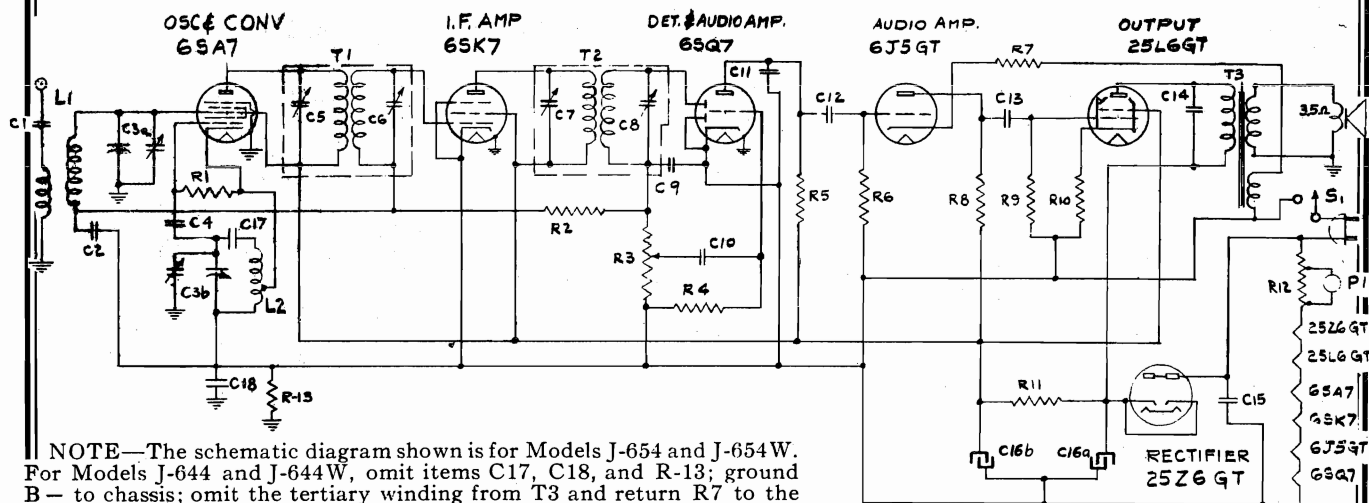 OSC & CONV
6SA7
I.F. AMP
6SK7
DET. & AUDIO AMP.
6SQ7
AUDIO AMP.
6J5GT
OUTPUT
25L6GT
T1
T2
C11
R7
T3
L1
C1
C3a
C5
C6
C7
C8
C12
C13
C14
3.5Ω
R1
C9
C4
C17
R2
R5
R6
R8
R9
R10
S1
C2
C3b
L2
R3
C10
R4
R12
P1
25Z6GT
25L6GT
6SA7
6SK7
6J5GT
6SQ7
C18
R-13
R11
C15
C16b
C16a
RECTIFIER
25Z6GT
NOTE—The schematic diagram shown is for Models J-654 and J-654W.
For Models J-644 and J-644W, omit items C17, C18, and R-13; ground
B— to chassis; omit the tertiary winding from T3 and return R7 to the